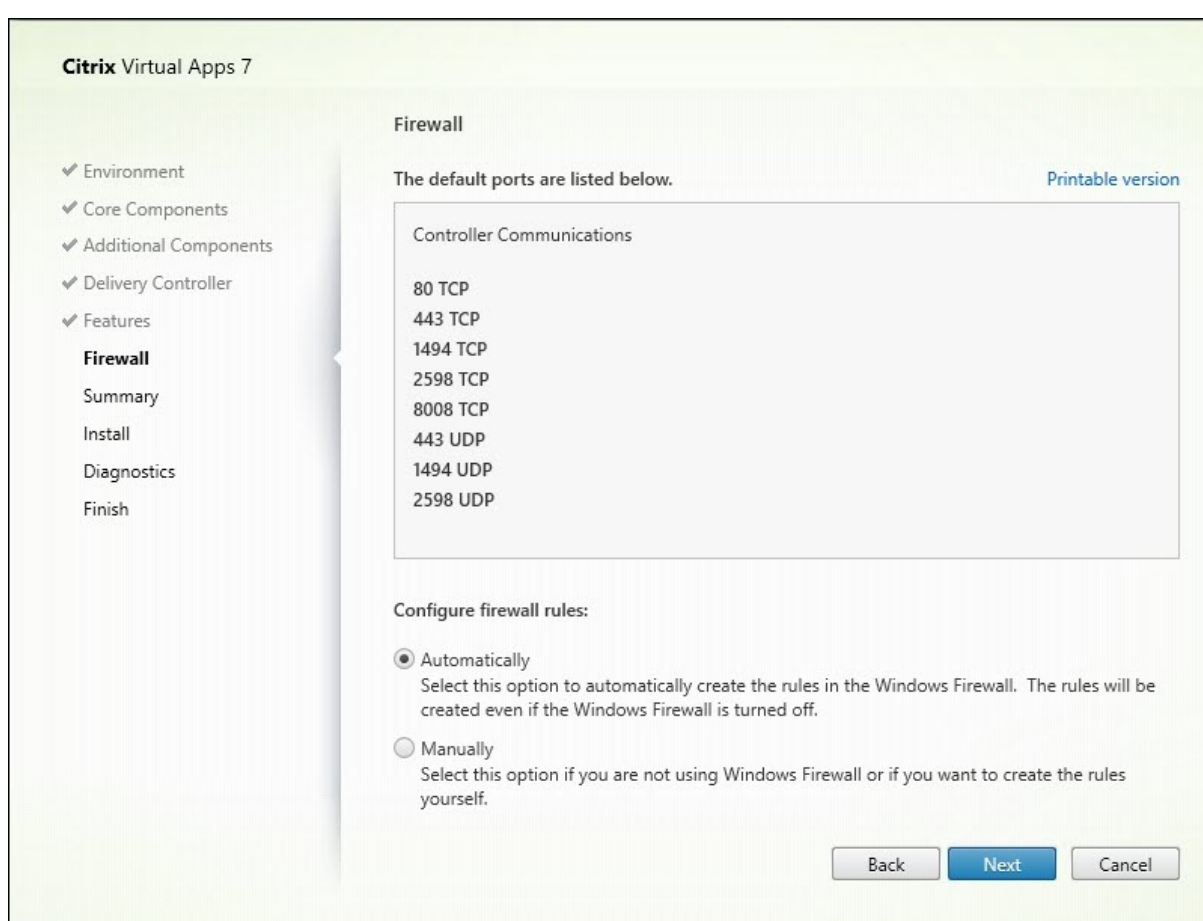 Citrix Virtual Apps 7
Environment
Core Components
Additional Components
Delivery Controller
Features
Firewall
Summary
Install
Diagnostics
Finish
Firewall
The default ports are listed below.
Printable version
Controller Communications
80 TCP
443 TCP
1494 TCP
2598 TCP
8008 TCP
443 UDP
1494 UDP
2598 UDP
Configure firewall rules:
Automatically
Select this option to automatically create the rules in the Windows Firewall.  The rules will be
created even if the Windows Firewall is turned off.
Manually
Select this option if you are not using Windows Firewall or if you want to create the rules
yourself.
Back
Next
Cancel